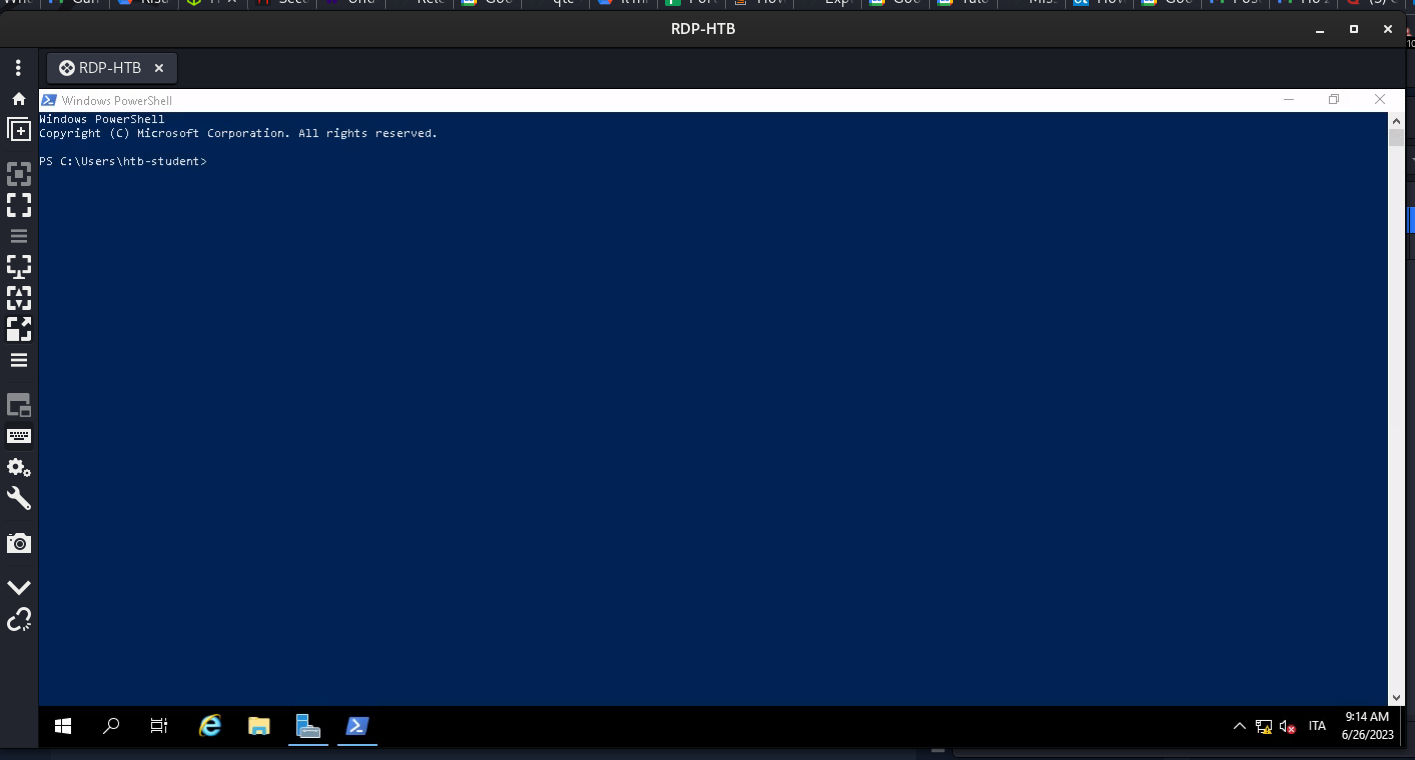 RDP-HTB
RDP-HTB
Windows PowerShell
Windows PowerShell
Copyright (C) Microsoft Corporation. All rights reserved.
PS C:\Users\htb-student>
ITA
9:14 AM
6/26/2023